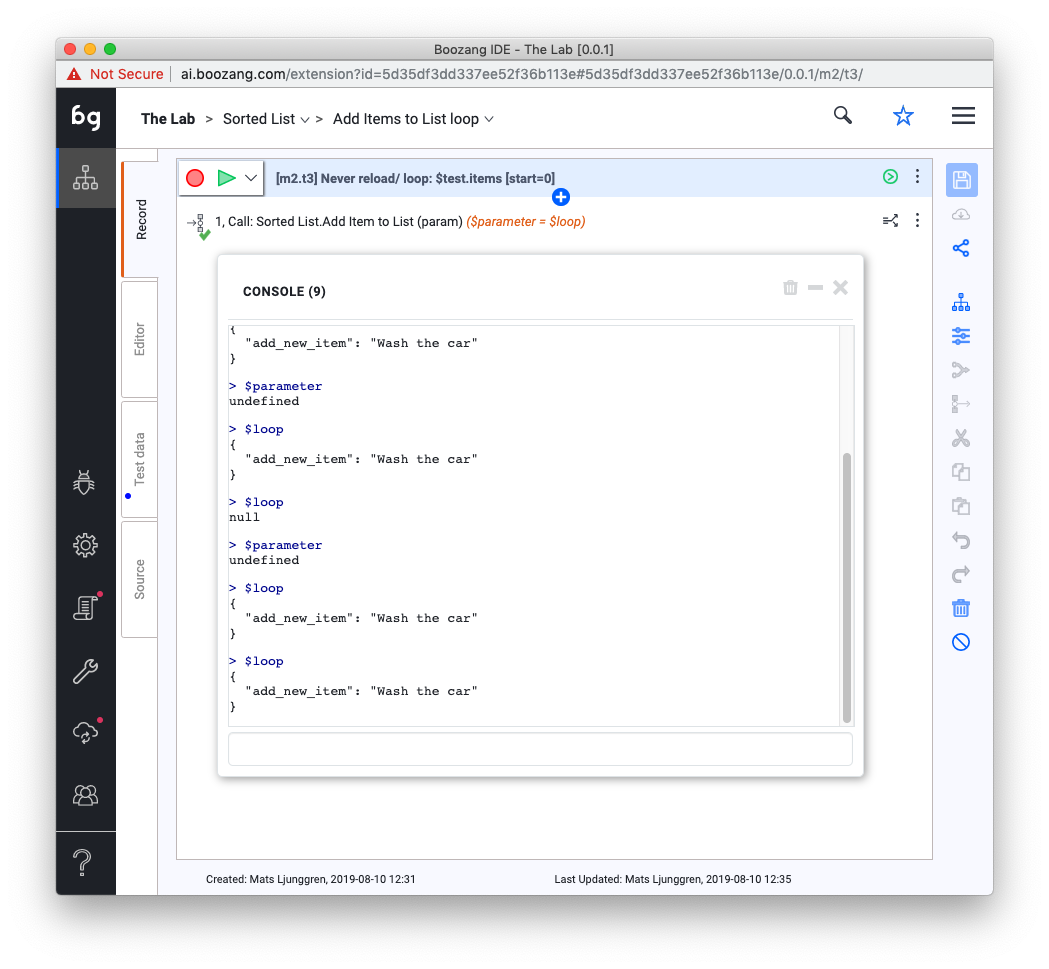 Boozang IDE - The Lab [0.0.1]
Not Secure | ai.boozang.com/extension?id=5d35df3dd337ee52f36b113e#5d35df3dd337ee52f36b113e/0.0.1/m2/t3/
bg
The Lab > Sorted List > Add Items to List loop
[m2.t3] Never reload/ loop: $test.items [start=0]
1, Call: Sorted List.Add Item to List (param) ($parameter = $loop)
Record
Editor
Test data
Source
CONSOLE (9)
{
"add_new_item": "Wash the car"
}
> $parameter
undefined
> $loop
{
"add_new_item": "Wash the car"
}
> $loop
null
> $parameter
undefined
> $loop
{
"add_new_item": "Wash the car"
}
> $loop
{
"add_new_item": "Wash the car"
}
Created: Mats Ljunggren, 2019-08-10 12:31
Last Updated: Mats Ljunggren, 2019-08-10 12:35